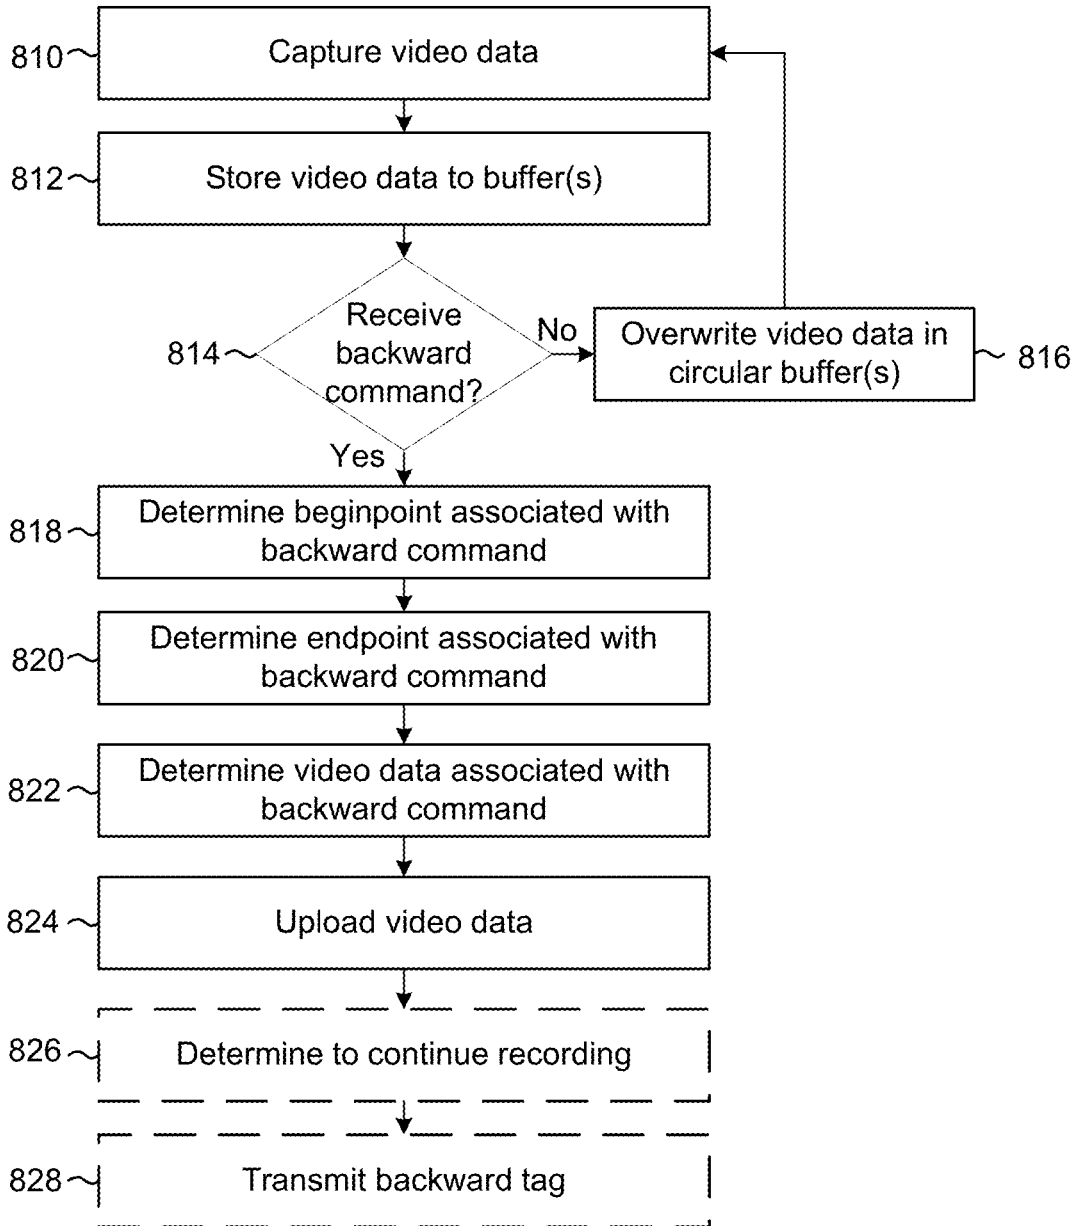 810
Capture video data
812
Store video data to buffer(s)
814
Receive
backward
command?
No
Overwrite video data in
circular buffer(s)
816
Yes
818
Determine beginpoint associated with
backward command
820
Determine endpoint associated with
backward command
822
Determine video data associated with
backward command
824
Upload video data
826
Determine to continue recording
828
Transmit backward tag